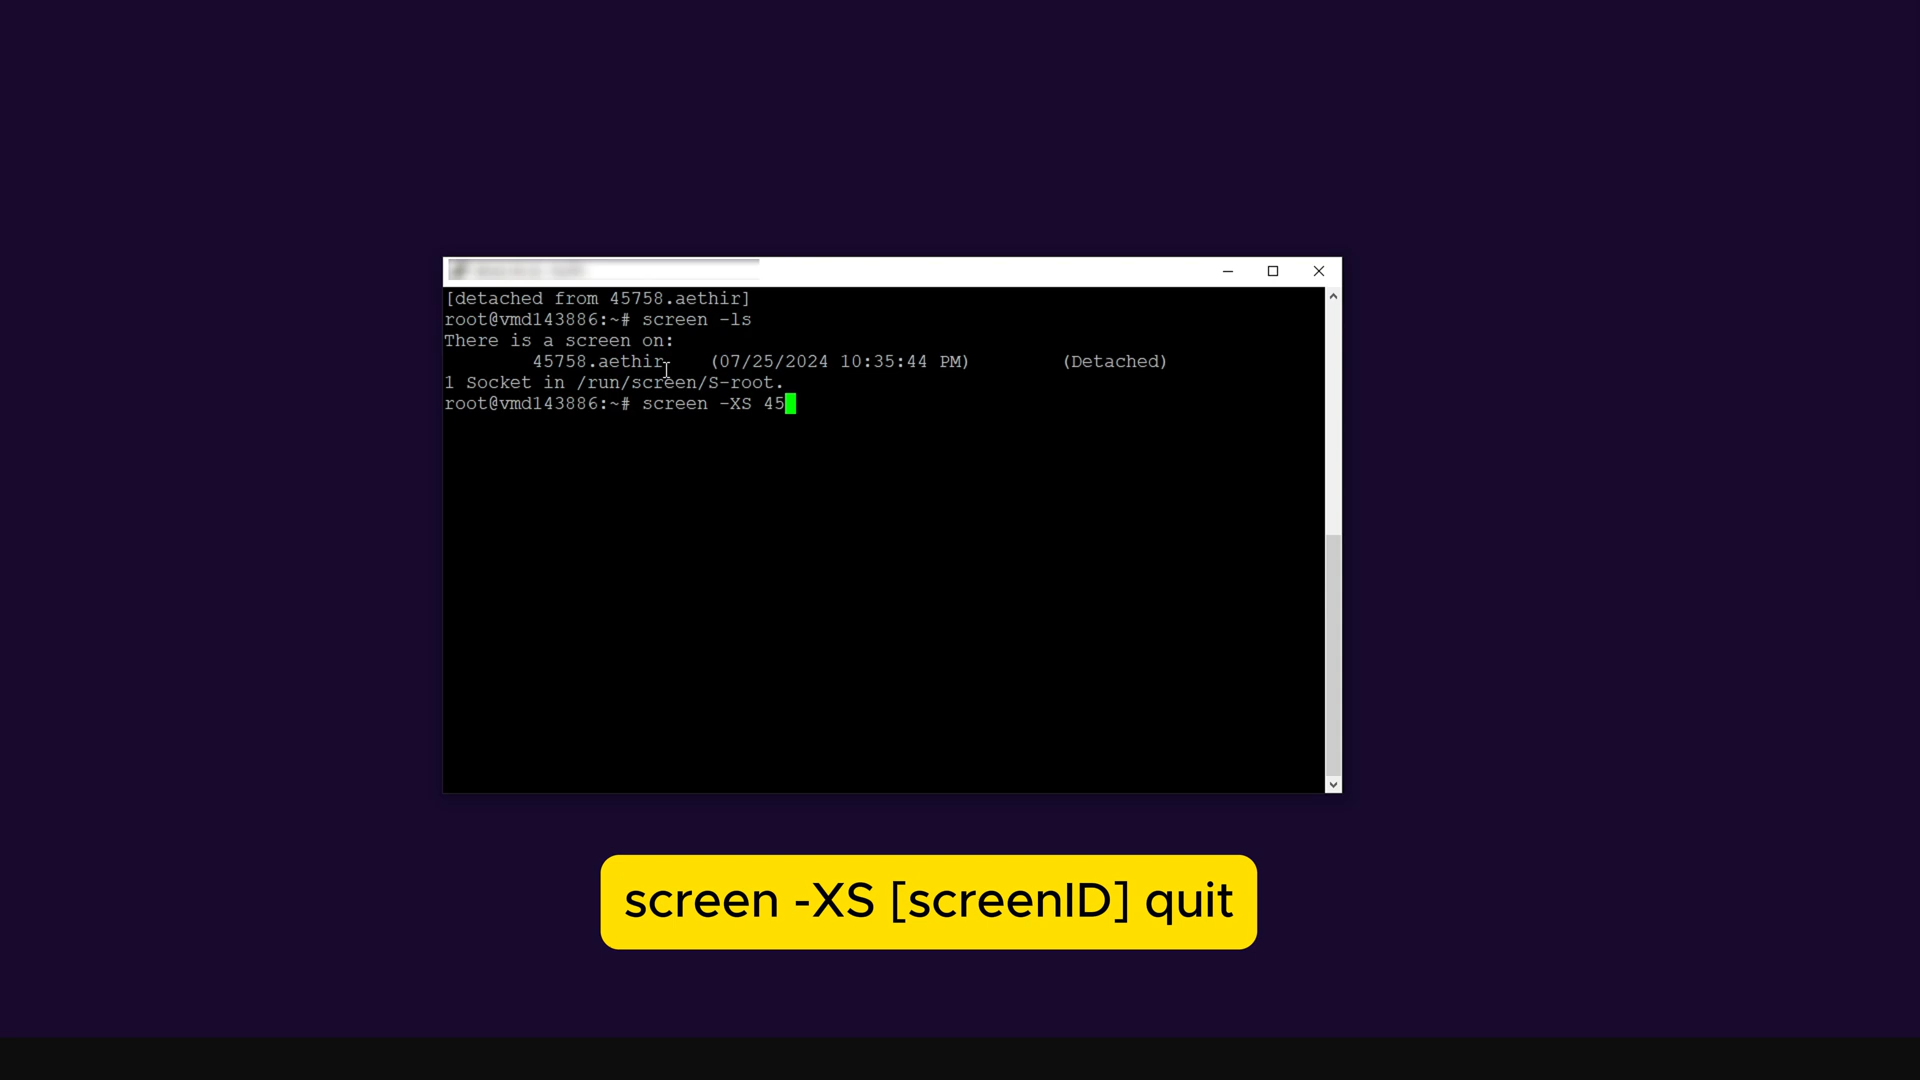 [detached from 45758.aethir]
root@vmd143886:~# screen -ls
There is a screen on:
45758.aethir (07/25/2024 10:35:44 PM) (Detached)
1 Socket in /run/screen/S-root.
root@vmd143886:~# screen -XS 45
screen -XS [screenID] quit